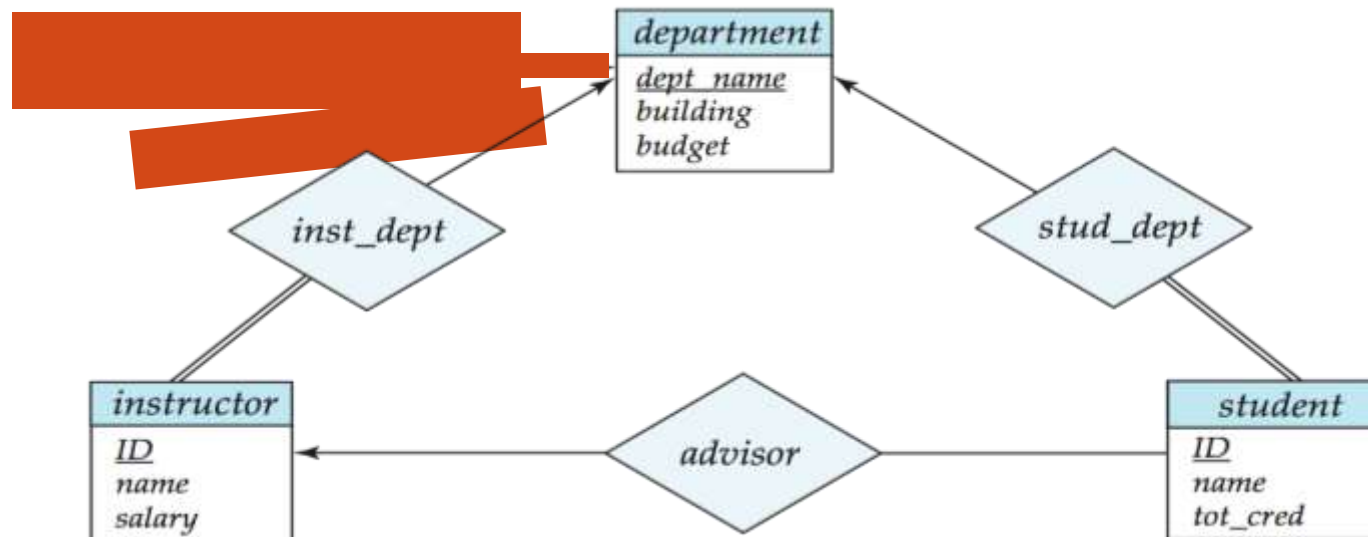 department
dept_name
building
budget
inst_dept
stud_dept
instructor
ID
name
salary
advisor
student
ID
name
tot_cred